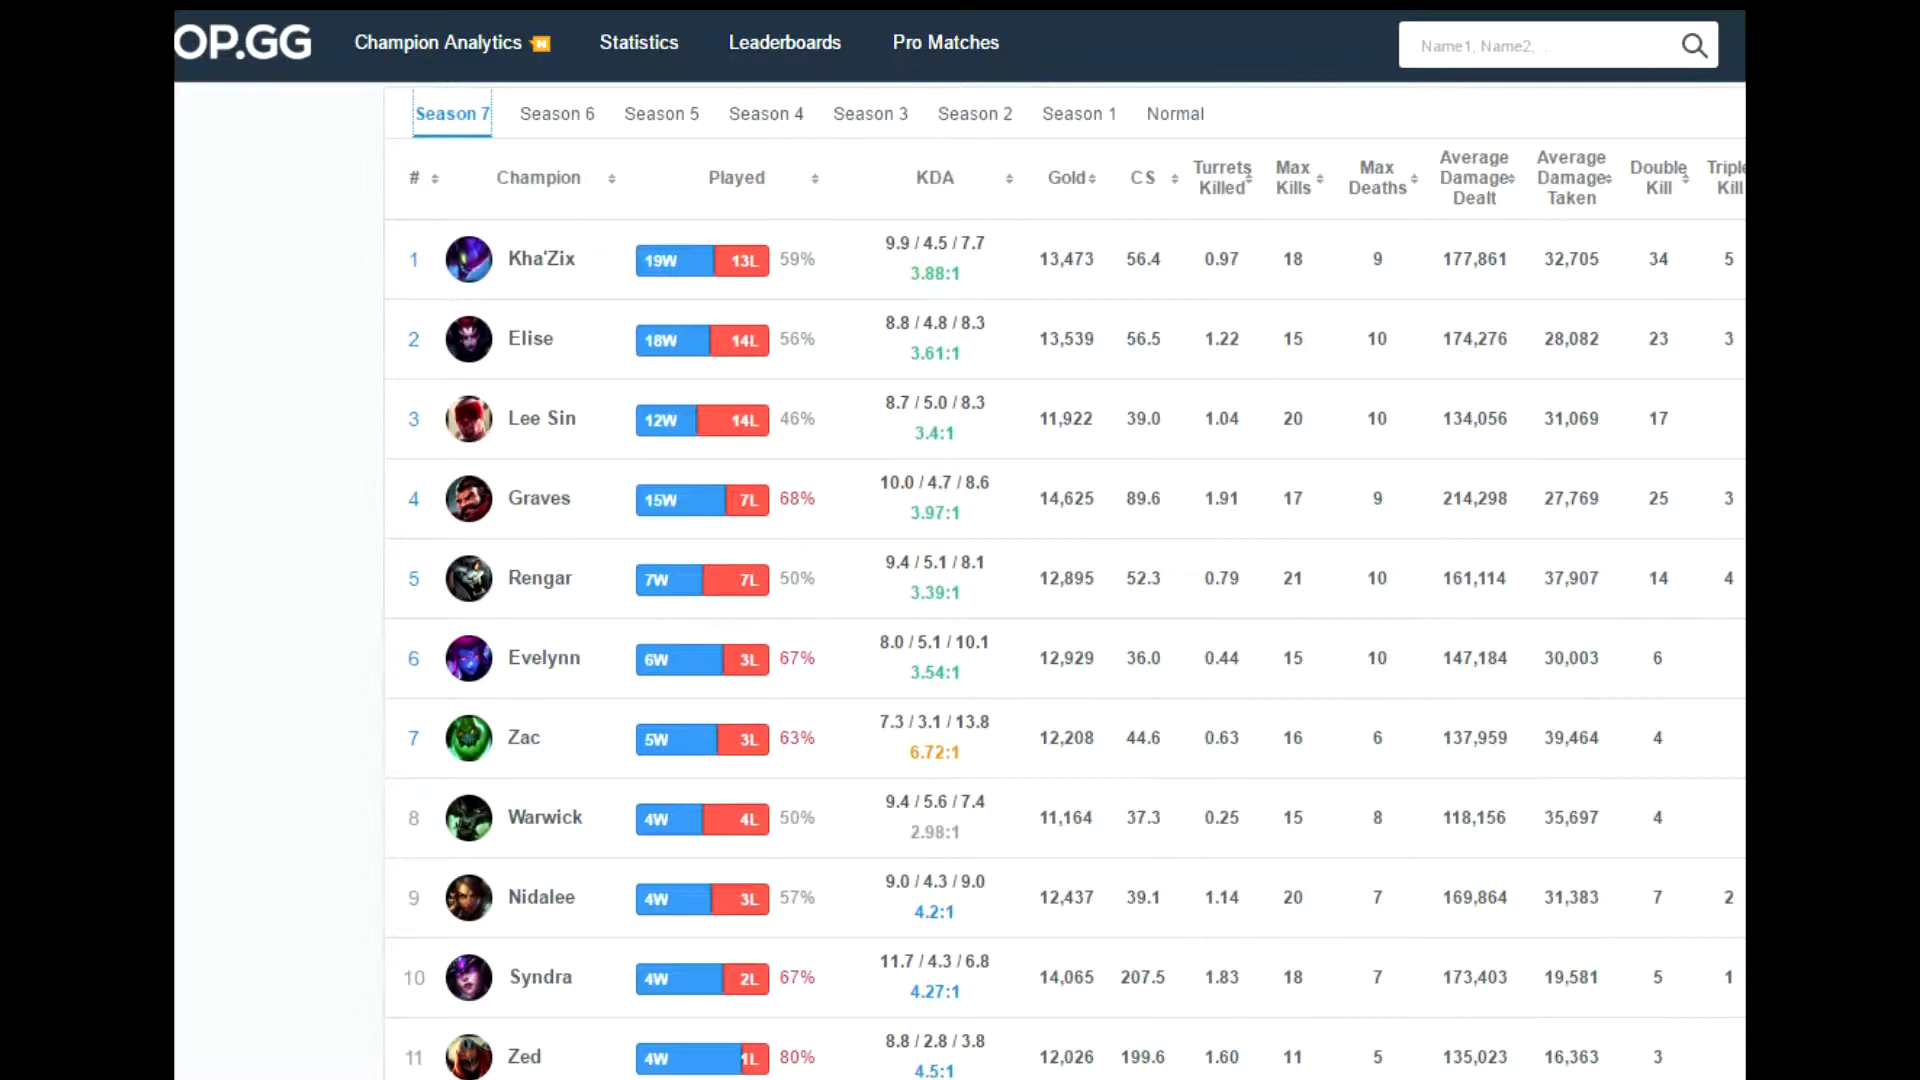 OP.GG Champion Analytics N Statistics Leaderboards Pro Matches Name1, Name2, .
Season 7 Season 6 Season 5 Season 4 Season 3 Season 2 Season 1 Normal
# Champion Played KDA Gold CS Turrets Killed Max Kills Max Deaths Average Damage Dealt Average Damage Taken Double Kill Triple Kill
1 Kha'Zix 19W 13L 59% 9.9 / 4.5 / 7.7 3.88:1 13,473 56.4 0.97 18 9 177,861 32,705 34 5
2 Elise 18W 14L 56% 8.8 / 4.8 / 8.3 3.61:1 13,539 56.5 1.22 15 10 174,276 28,082 23 3
3 Lee Sin 12W 14L 46% 8.7 / 5.0 / 8.3 3.4:1 11,922 39.0 1.04 20 10 134,056 31,069 17
4 Graves 15W 7L 68% 10.0 / 4.7 / 8.6 3.97:1 14,625 89.6 1.91 17 9 214,298 27,769 25 3
5 Rengar 7W 7L 50% 9.4 / 5.1 / 8.1 3.39:1 12,895 52.3 0.79 21 10 161,114 37,907 14 4
6 Evelynn 6W 3L 67% 8.0 / 5.1 / 10.1 3.54:1 12,929 36.0 0.44 15 10 147,184 30,003 6
7 Zac 5W 3L 63% 7.3 / 3.1 / 13.8 6.72:1 12,208 44.6 0.63 16 6 137,959 39,464 4
8 Warwick 4W 4L 50% 9.4 / 5.6 / 7.4 2.98:1 11,164 37.3 0.25 15 8 118,156 35,697 4
9 Nidalee 4W 3L 57% 9.0 / 4.3 / 9.0 4.2:1 12,437 39.1 1.14 20 7 169,864 31,383 7 2
10 Syndra 4W 2L 67% 11.7 / 4.3 / 6.8 4.27:1 14,065 207.5 1.83 18 7 173,403 19,581 5 1
11 Zed 4W 1L 80% 8.8 / 2.8 / 3.8 4.5:1 12,026 199.6 1.60 11 5 135,023 16,363 3